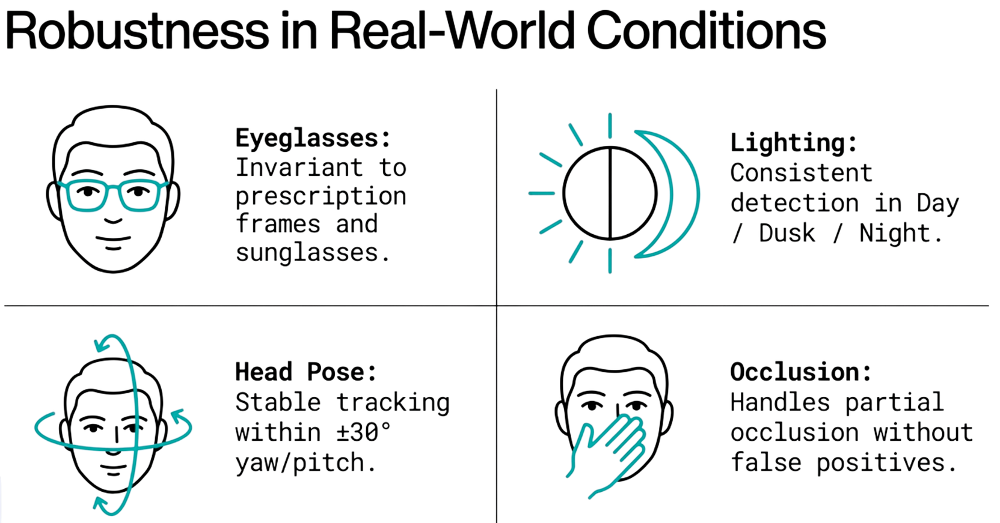 Robustness in Real-World Conditions
Eyeglasses:
Invariant to
prescription
frames and
sunglasses.
Lighting:
Consistent
detection in Day
/ Dusk / Night.
Head Pose:
Stable tracking
within ±30°
yaw/pitch.
Occlusion:
Handles partial
occlusion without
false positives.